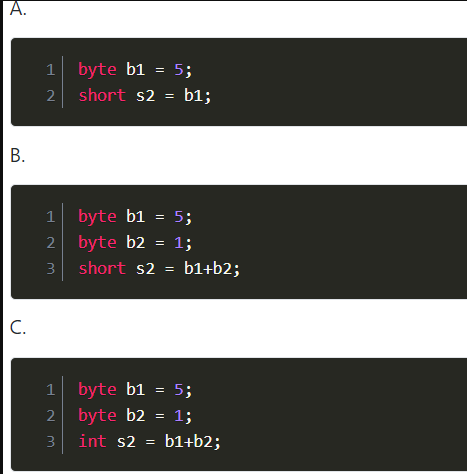 A.
1 byte b1 = 5;
2 short s2 = b1;
B.
1 byte b1 = 5;
2 byte b2 = 1;
3 short s2 = b1+b2;
C.
1 byte b1 = 5;
2 byte b2 = 1;
3 int s2 = b1+b2;